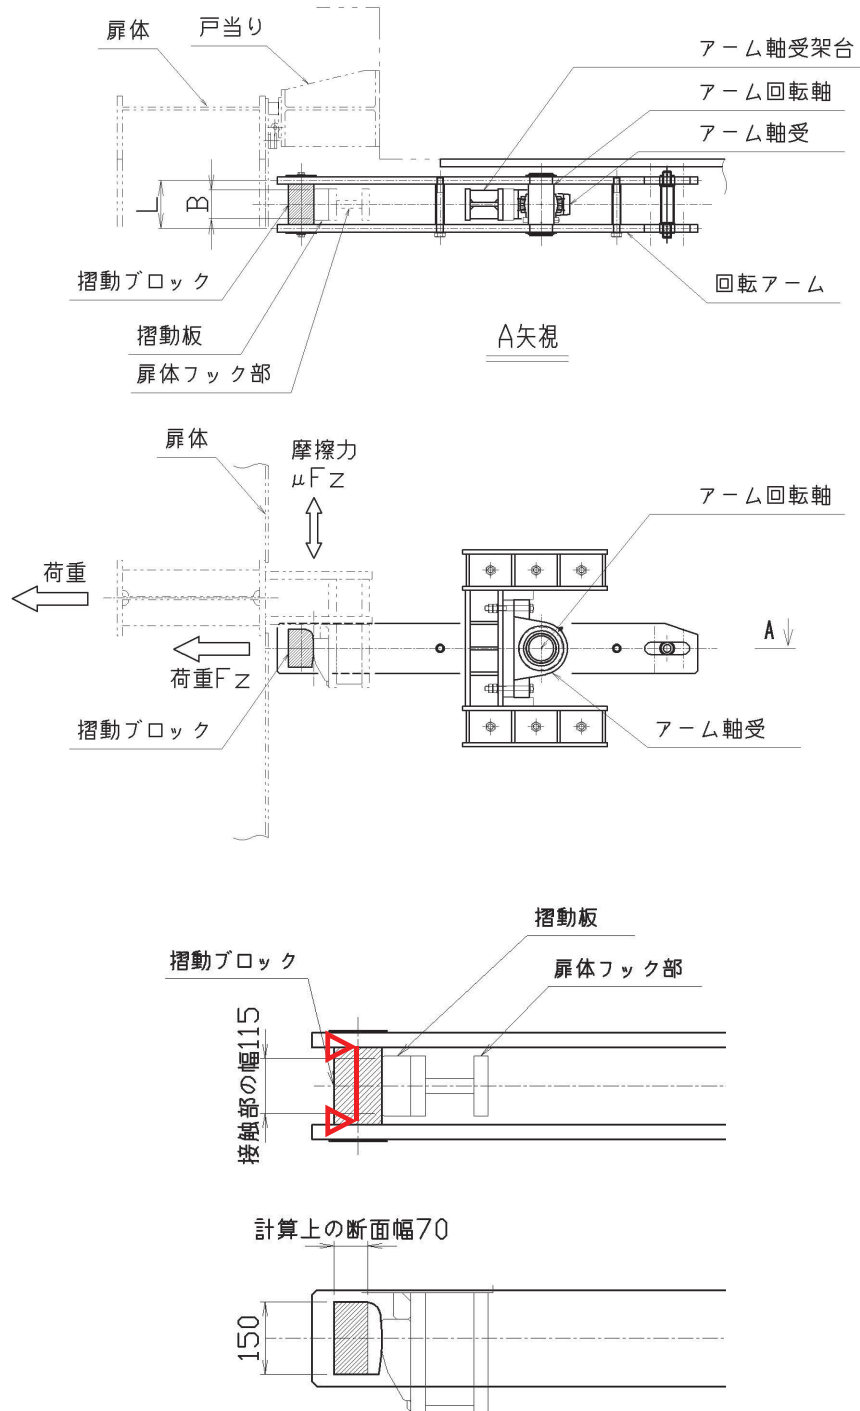 扉体
戸当り
アーム軸受架台
アーム回転軸
アーム軸受
L
B
摺動ブロック
摺動板
扉体フック部
A矢視
回転アーム
扉体
摩擦力
μFz
アーム回転軸
荷重
荷重Fz
A
摺動ブロック
アーム軸受
摺動板
摺動ブロック
扉体フック部
接触部の幅115
計算上の断面幅70
150